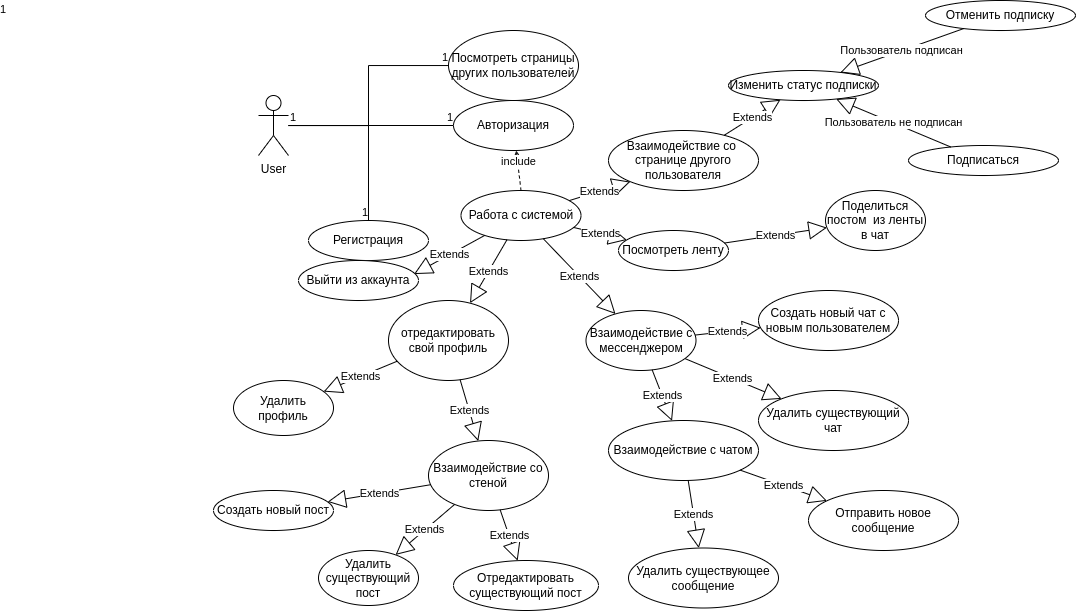 1
Отменить подписку
Посмотреть страницы
других пользователей
1
Пользователь подписан
Изменить статус подписки
User
1
1
Авторизация
Extends
Пользователь не подписан
include
Взаимодействие со
странице другого
пользователя
Подписаться
Extends
Работа с системой
1
Регистрация
Extends
Посмотреть ленту
Extends
Поделиться
постом из ленты
в чат
Выйти из аккаунта
Extends
Extends
Extends
отредактировать
свой профиль
Взаимодействие с
мессенджером
Extends
Создать новый чат с
новым пользователем
Удалить
профиль
Extends
Extends
Extends
Extends
Удалить существующий
чат
Взаимодействие со
стеной
Взаимодействие с чатом
Создать новый пост
Extends
Extends
Extends
Extends
Extends
Отправить новое
сообщение
Удалить
существующий
пост
Отредактировать
существующий пост
Удалить существующее
сообщение